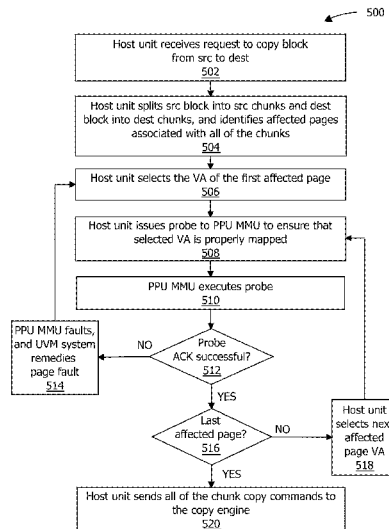 500
Host unit receives request to copy block
from src to dest
502
Host unit splits src block into src chunks and dest
block into dest chunks, and identifies affected pages
associated with all of the chunks
504
Host unit selects the VA of the first affected page
506
Host unit issues probe to PPU MMU to ensure that
selected VA is properly mapped
508
PPU MMU executes probe
510
PPU MMU faults,
and UVM system
remedies
page fault
514
NO
Probe
ACK successful?
512
YES
Last
affected page?
516
NO
Host unit
selects next
affected
page VA
518
YES
Host unit sends all of the chunk copy commands to
the copy engine
520